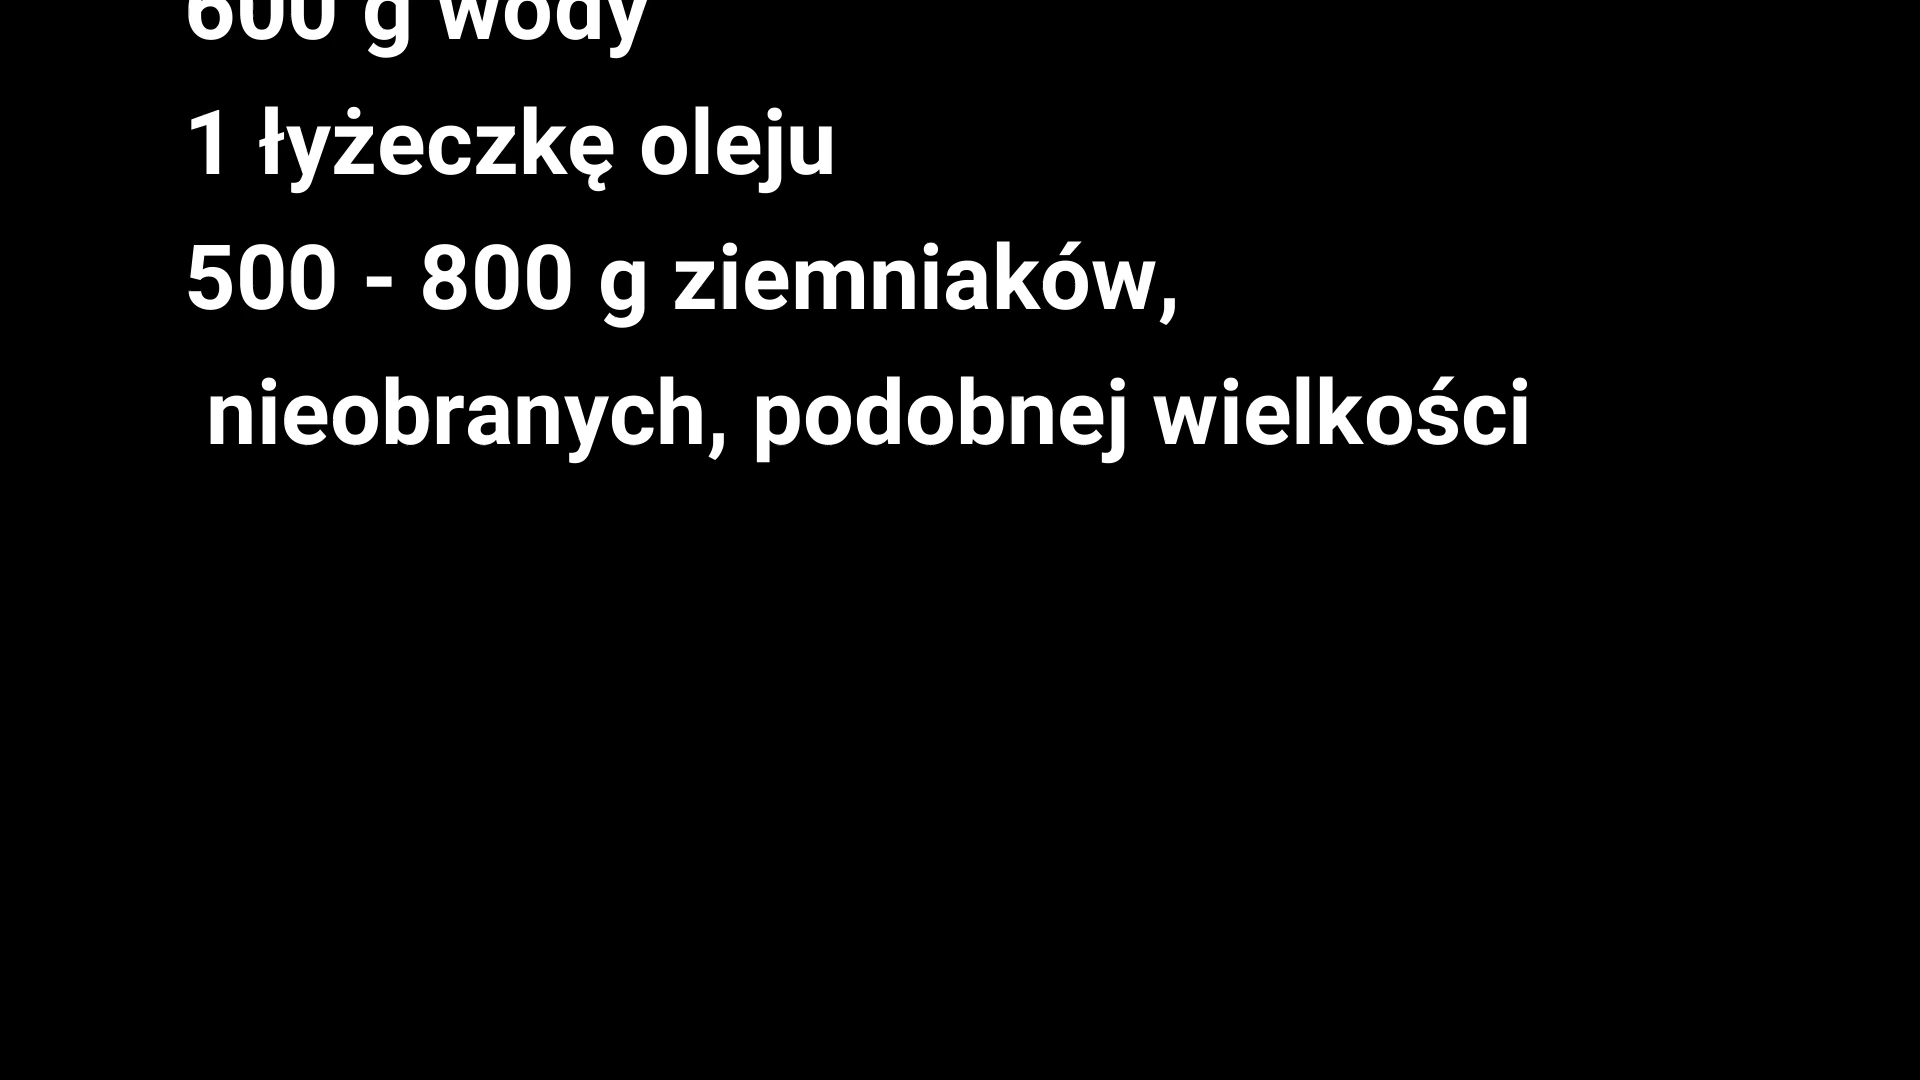 600 g wody
1 łyżeczkę oleju
500 - 800 g ziemniaków,
nieobranych, podobnej wielkości